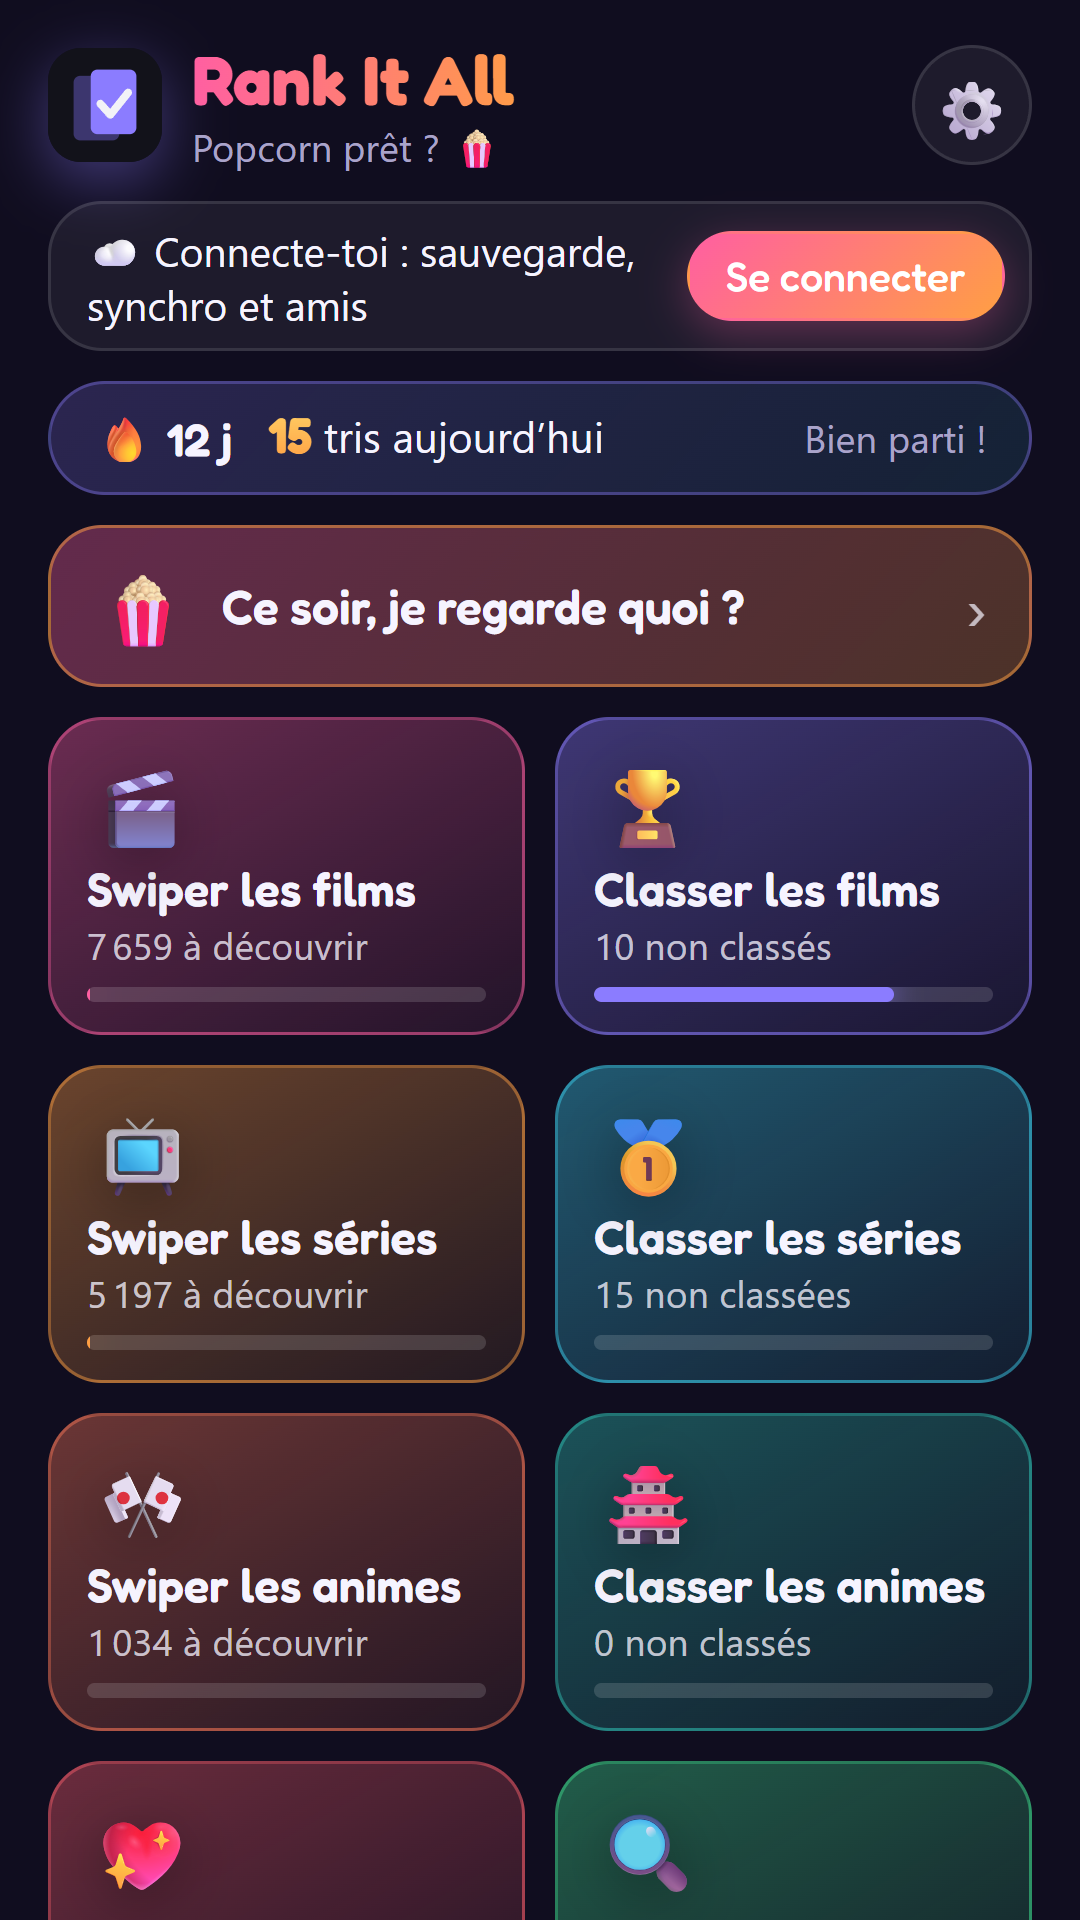 Rank It All
Popcorn prêt ? 🍿
☁️ Connecte-toi : sauvegarde,
synchro et amis
Se connecter
🔥 12 j 15 tris aujourd’hui
Bien parti !
Ce soir, je regarde quoi ?
›
Swiper les films
7 659 à découvrir
Classer les films
10 non classés
Swiper les séries
5 197 à découvrir
1
Classer les séries
15 non classées
Swiper les animes
1 034 à découvrir
Classer les animes
0 non classés